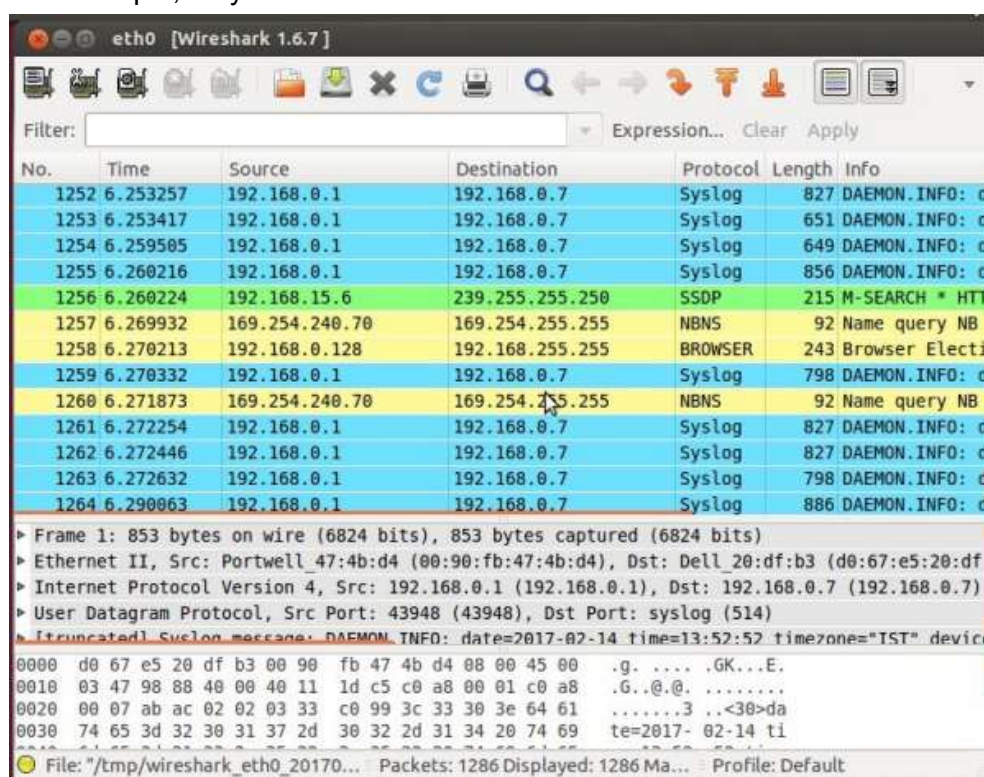 eth0 [Wireshark 1.6.7]
Filter: Expression... Clear Apply
No. Time Source Destination Protocol Length Info
1252 6.253257 192.168.0.1 192.168.0.7 Syslog 827 DAEMON.INFO:
1253 6.253417 192.168.0.1 192.168.0.7 Syslog 651 DAEMON.INFO:
1254 6.259505 192.168.0.1 192.168.0.7 Syslog 649 DAEMON.INFO:
1255 6.260216 192.168.0.1 192.168.0.7 Syslog 856 DAEMON.INFO:
1256 6.260224 192.168.15.6 239.255.255.250 SSDP 215 M-SEARCH * HTT
1257 6.269932 169.254.240.70 169.254.255.255 NBNS 92 Name query NB
1258 6.270213 192.168.0.128 192.168.255.255 BROWSER 243 Browser Electi
1259 6.270332 192.168.0.1 192.168.0.7 Syslog 798 DAEMON.INFO:
1260 6.271873 169.254.240.70 169.254.255.255 NBNS 92 Name query NB
1261 6.272254 192.168.0.1 192.168.0.7 Syslog 827 DAEMON.INFO:
1262 6.272446 192.168.0.1 192.168.0.7 Syslog 827 DAEMON.INFO:
1263 6.272632 192.168.0.1 192.168.0.7 Syslog 798 DAEMON.INFO:
1264 6.290063 192.168.0.1 192.168.0.7 Syslog 886 DAEMON.INFO:
Frame 1: 853 bytes on wire (6824 bits), 853 bytes captured (6824 bits)
Ethernet II, Src: Portwell_47:4b:d4 (00:90:fb:47:4b:d4), Dst: Dell_20:df:b3 (d0:67:e5:20:df
Internet Protocol Version 4, Src: 192.168.0.1 (192.168.0.1), Dst: 192.168.0.7 (192.168.0.7)
User Datagram Protocol, Src Port: 43948 (43948), Dst Port: syslog (514)
[truncated] Syslog message: DAEMON.INFO: date=2017-02-14 time=13:52:52 timezone="IST" devic
0000 d0 67 e5 20 df b3 00 90 fb 47 4b d4 08 00 45 00 .g. .... .GK...E.
0010 03 47 98 88 40 00 40 11 1d c5 c0 a8 00 01 c0 a8 .G..@.@. ........
0020 00 07 ab ac 02 02 03 33 c0 99 3c 33 30 3e 64 61 .......3 ..<30>da
0030 74 65 3d 32 30 31 37 2d 30 32 2d 31 34 20 74 69 te=2017- 02-14 ti
File: "/tmp/wireshark_eth0_20170... Packets: 1286 Displayed: 1286 Ma... Profile: Default